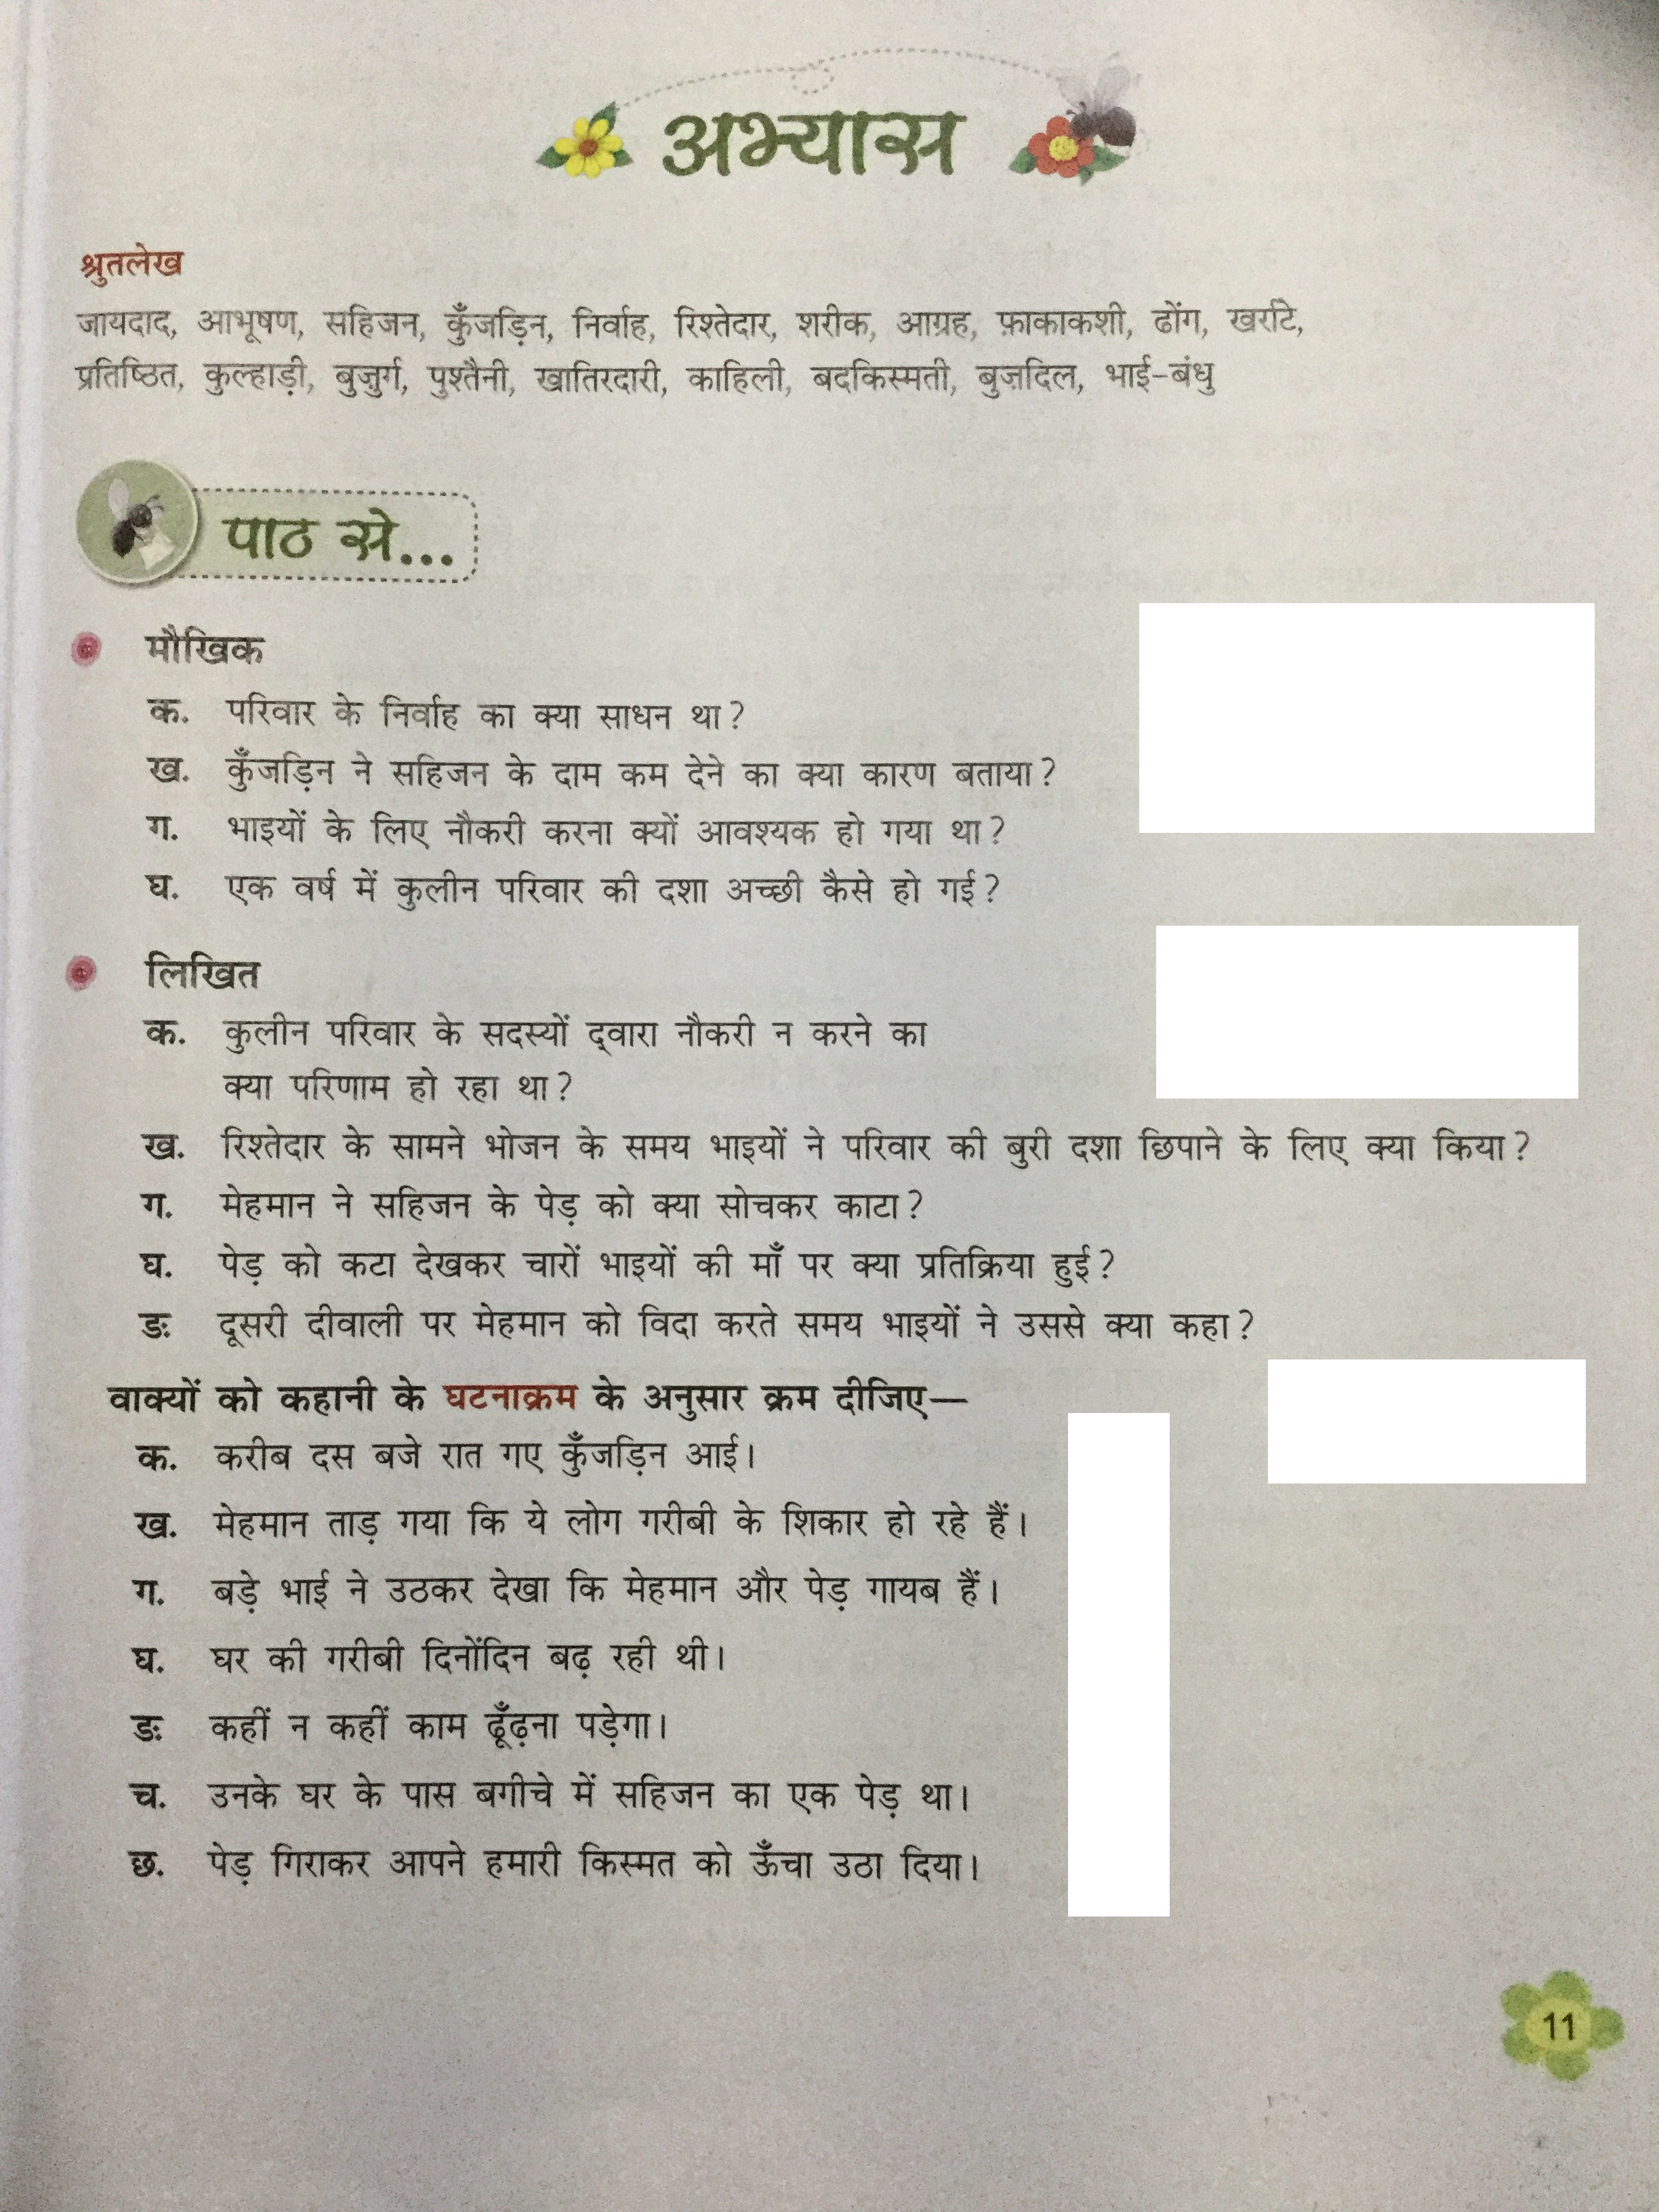 अभ्यास
श्रुतलेख
जायदाद, आभूषण, सहिजन, कुँजड़िन, निर्वाह, रिश्तेदार, शरीक, आग्रह, फ़ाकाकशी, ढोंग, खर्राटे,
प्रतिष्ठित, कुल्हाड़ी, बुज़ुर्ग, पुश्तैनी, खातिरदारी, काहिली, बदकिस्मती, बुज़दिल, भाई-बंधु
पाठ से...
मौखिक
क. परिवार के निर्वाह का क्या साधन था?
ख. कुँजड़िन ने सहिजन के दाम कम देने का क्या कारण बताया?
ग. भाइयों के लिए नौकरी करना क्यों आवश्यक हो गया था?
घ. एक वर्ष में कुलीन परिवार की दशा अच्छी कैसे हो गई?
लिखित
क. कुलीन परिवार के सदस्यों द्‌वारा नौकरी न करने का
क्या परिणाम हो रहा था?
ख. रिश्तेदार के सामने भोजन के समय भाइयों ने परिवार की बुरी दशा छिपाने के लिए क्या किया?
ग. मेहमान ने सहिजन के पेड़ को क्या सोचकर काटा?
घ. पेड़ को कटा देखकर चारों भाइयों की माँ पर क्या प्रतिक्रिया हुई?
ङ. दूसरी दीवाली पर मेहमान को विदा करते समय भाइयों ने उससे क्या कहा?
वाक्यों को कहानी के घटनाक्रम के अनुसार क्रम दीजिए—
क. करीब दस बजे रात गए कुँजड़िन आई।
ख. मेहमान ताड़ गया कि ये लोग गरीबी के शिकार हो रहे हैं।
ग. बड़े भाई ने उठकर देखा कि मेहमान और पेड़ गायब हैं।
घ. घर की गरीबी दिनोंदिन बढ़ रही थी।
ङ. कहीं न कहीं काम ढूँढ़ना पड़ेगा।
च. उनके घर के पास बगीचे में सहिजन का एक पेड़ था।
छ. पेड़ गिराकर आपने हमारी किस्मत को ऊँचा उठा दिया।
11